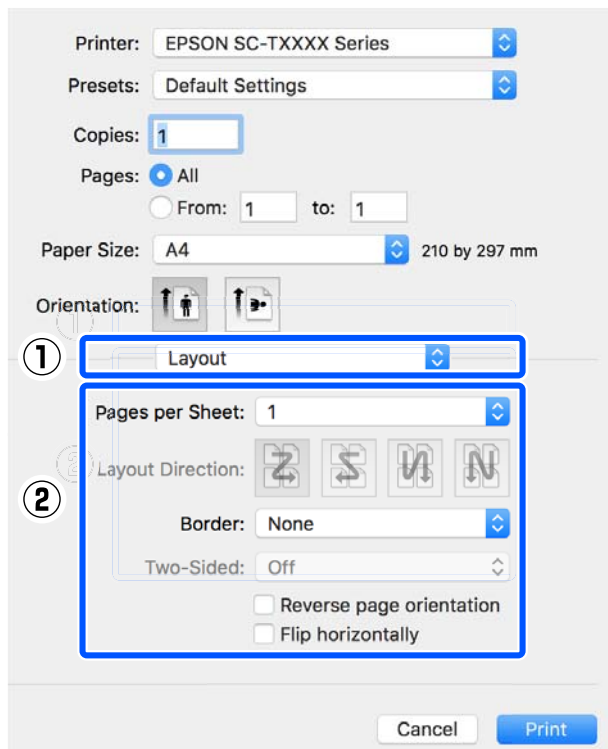 Printer: EPSON SC-TXXXX Series
Presets: Default Settings
Copies: 1
Pages: All
From: 1 to: 1
Paper Size: A4 210 by 297 mm
Orientation:
① Layout
Pages per Sheet: 1
② Layout Direction:
Border: None
Two-Sided: Off
Reverse page orientation
Flip horizontally
Cancel Print